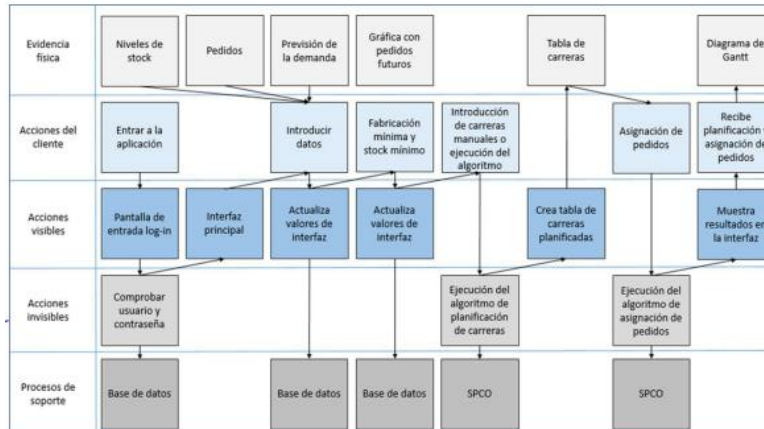 Evidencia
física
Niveles de
stock
Pedidos
Previsión de
la demanda
Gráfica con
pedidos
futuros
Tabla de
carreras
Diagrama de
Gantt
Acciones del
cliente
Entrar a la
aplicación
Introducir
datos
Fabricación
mínima y
stock mínimo
Introducción
de carreras
manuales o
ejecución del
algoritmo
Asignación de
pedidos
Recibe
planificación
asignación de
pedidos
Acciones
visibles
Pantalla de
entrada log-in
Interfaz
principal
Actualiza
valores de
interfaz
Actualiza
valores de
interfaz
Crea tabla de
carreras
planificadas
Muestra
resultados en
la interfaz
Acciones
invisibles
Comprobar
usuario y
contraseña
Ejecución del
algoritmo de
planificación
de carreras
Ejecución del
algoritmo de
asignación de
pedidos
Procesos de
soporte
Base de datos
Base de datos
Base de datos
SPCO
SPCO